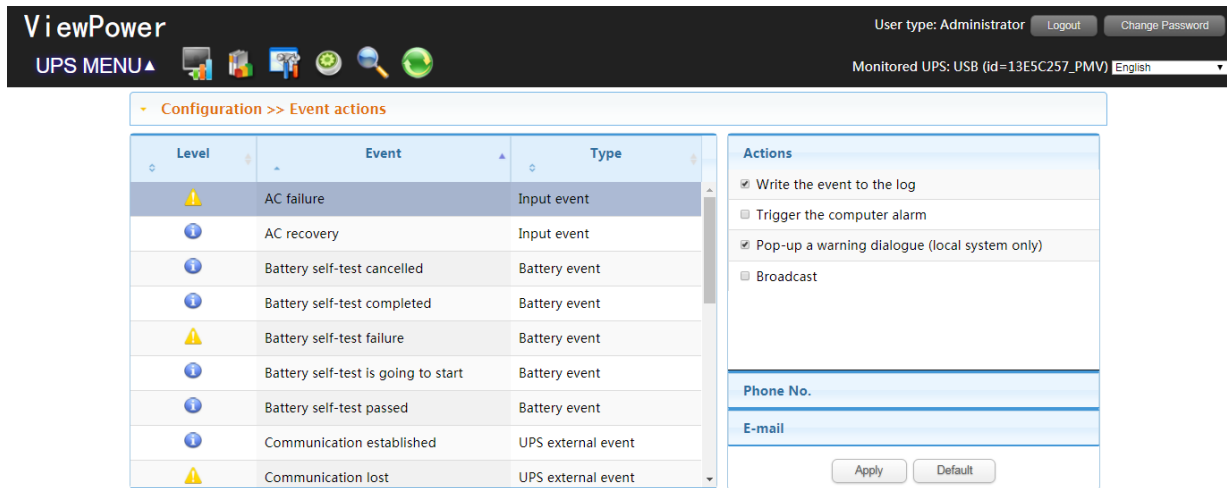 ViewPower
User type: Administrator Logout Change Password
UPS MENU▲
Monitored UPS: USB (id=13E5C257_PMV) English
Configuration >> Event actions
Level Event Type
AC failure Input event
AC recovery Input event
Battery self-test cancelled Battery event
Battery self-test completed Battery event
Battery self-test failure Battery event
Battery self-test is going to start Battery event
Battery self-test passed Battery event
Communication established UPS external event
Communication lost UPS external event
Actions
Write the event to the log
Trigger the computer alarm
Pop-up a warning dialogue (local system only)
Broadcast
Phone No.
E-mail
Apply Default